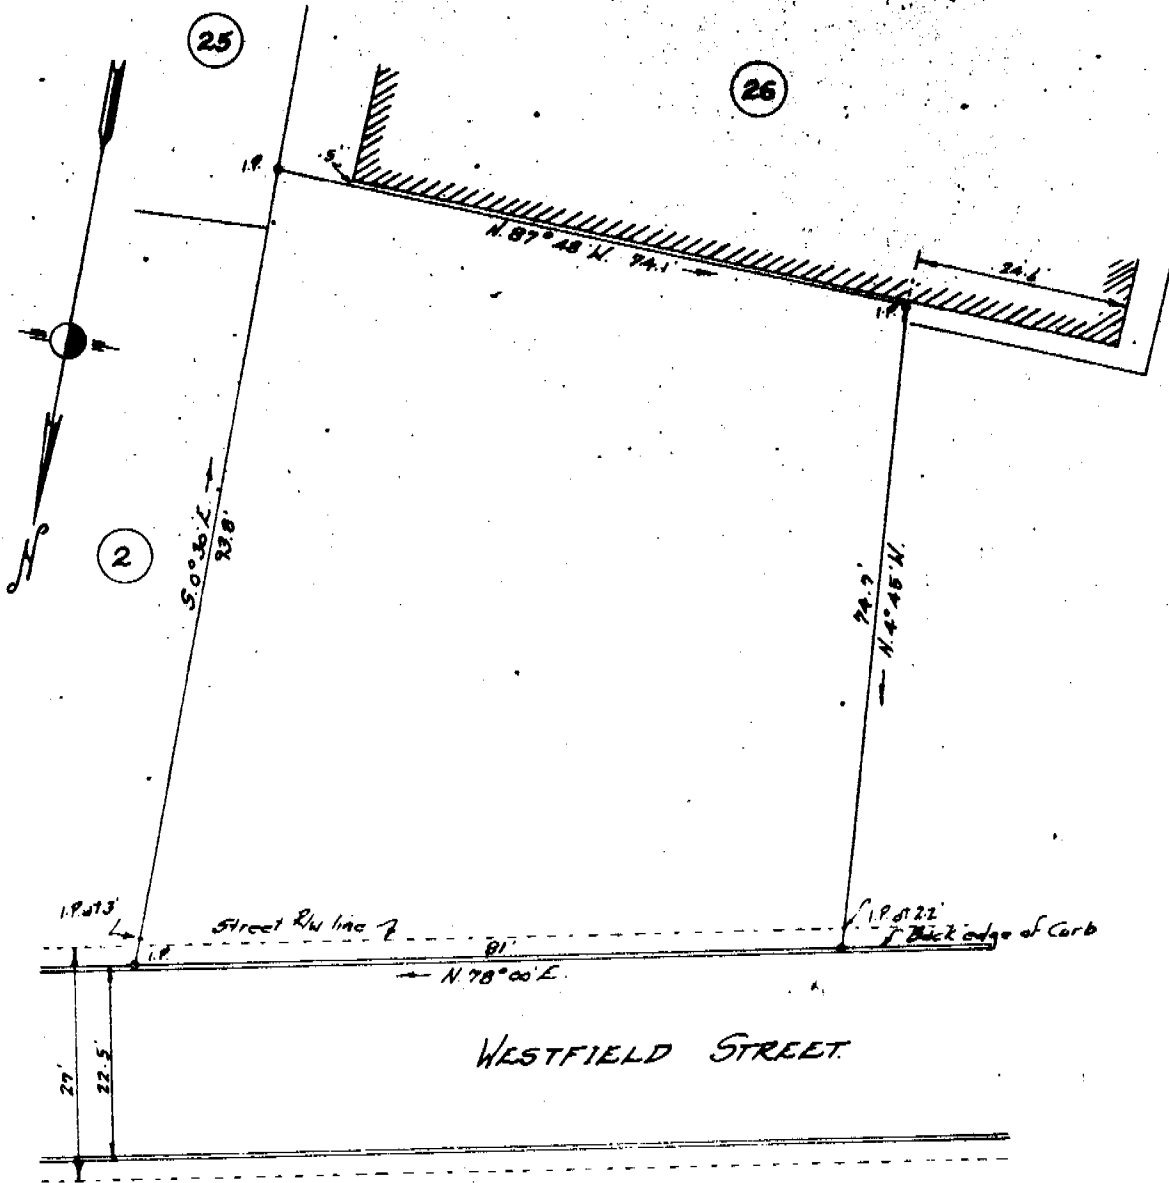 25
26
I.P.
.5'
N. 87° 48' W. 74.1'
24.6'
I.P.
2
S. 0° 30' E.
93.8'
74.7'
N. 4° 45' W.
N
I.P. at 3'
Street R/W line
I.P. at 2.2'
Back edge of Curb
I.P.
81'
N. 78° 00' E.
WESTFIELD STREET
27'
22.5'